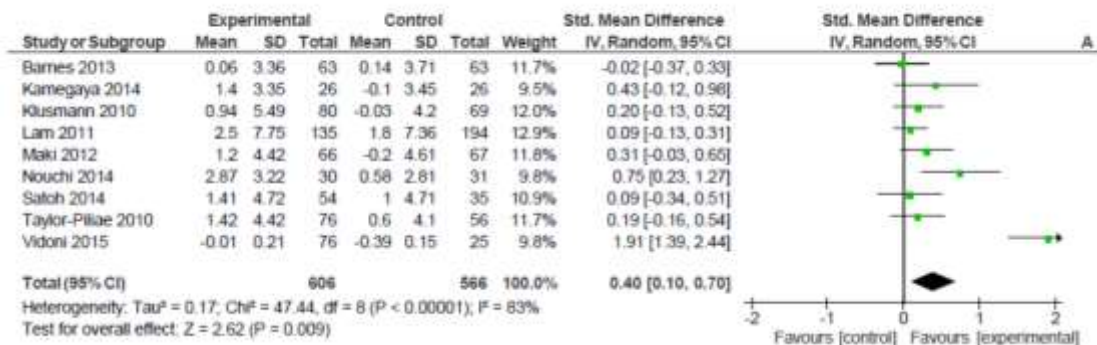 Experimental Control Std. Mean Difference Std. Mean Difference
Study or Subgroup Mean SD Total Mean SD Total Weight IV, Random, 95% CI IV, Random, 95% CI A
Barnes 2013 0.06 3.36 63 0.14 3.71 63 11.7% -0.02 [-0.37, 0.33]
Kamegaya 2014 1.4 3.35 26 -0.1 3.45 26 9.5% 0.43 [-0.12, 0.98]
Klusmann 2010 0.94 5.49 80 -0.03 4.2 69 11.9% 0.20 [-0.13, 0.52]
Lam 2011 2.5 7.75 135 1.8 7.36 194 12.9% 0.09 [-0.13, 0.31]
Maki 2012 1.2 4.42 66 -0.2 4.61 67 11.8% 0.31 [-0.03, 0.65]
Nouchi 2014 2.87 3.22 30 0.58 2.81 31 9.8% 0.75 [0.23, 1.27]
Satoh 2014 1.41 4.72 54 1 4.71 35 10.9% 0.09 [-0.34, 0.51]
Taylor-Piliae 2010 1.42 4.42 76 0.6 4.1 56 11.7% 0.19 [-0.16, 0.54]
Vidoni 2015 -0.01 0.21 76 -0.39 0.15 25 9.8% 1.91 [1.39, 2.44]
Total (95% CI) 606 566 100.0% 0.40 [0.10, 0.70]
Heterogeneity: Tau² = 0.17; Chi² = 47.44, df = 8 (P < 0.00001); I² = 83%
Test for overall effect: Z = 2.62 (P = 0.009)
-2 -1 0 1 2
Favours [control] Favours [experimental]